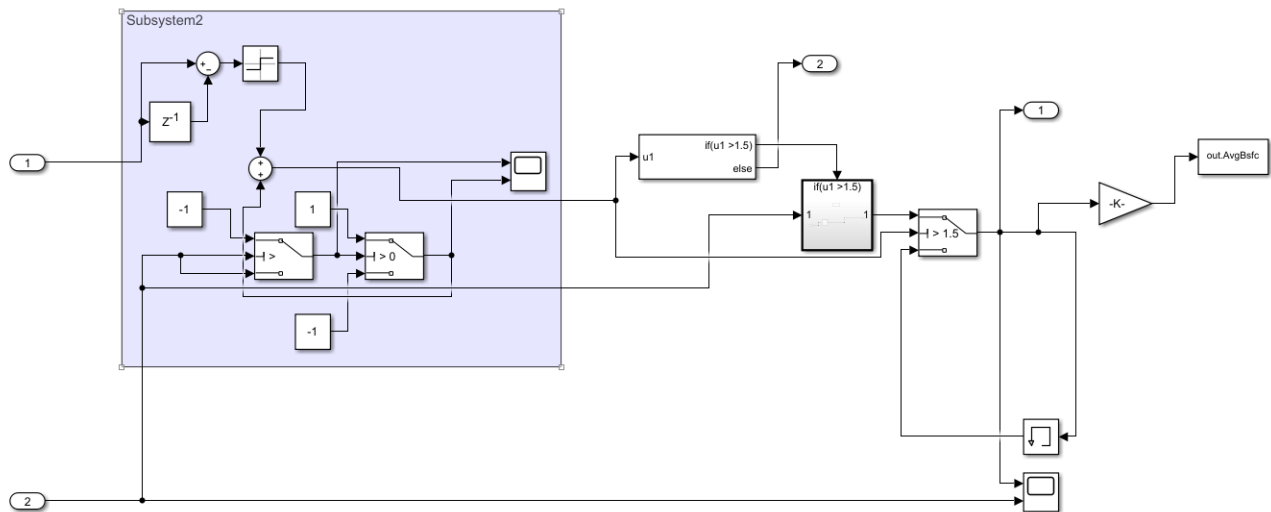 Subsystem2
+
-
Z-1
1
+
+
-1
1
>
> 0
-1
2
u1
if(u1 >1.5)
else
2
if(u1 >1.5)
1
1
> 1.5
1
-K-
out.AvgBsfc